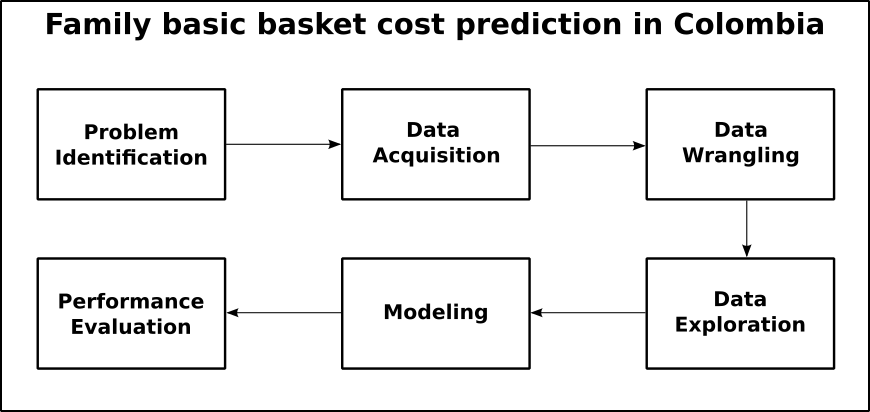 Family basic basket cost prediction in Colombia
Problem
Identification
Data
Acquisition
Data
Wrangling
Data
Exploration
Modeling
Performance
Evaluation